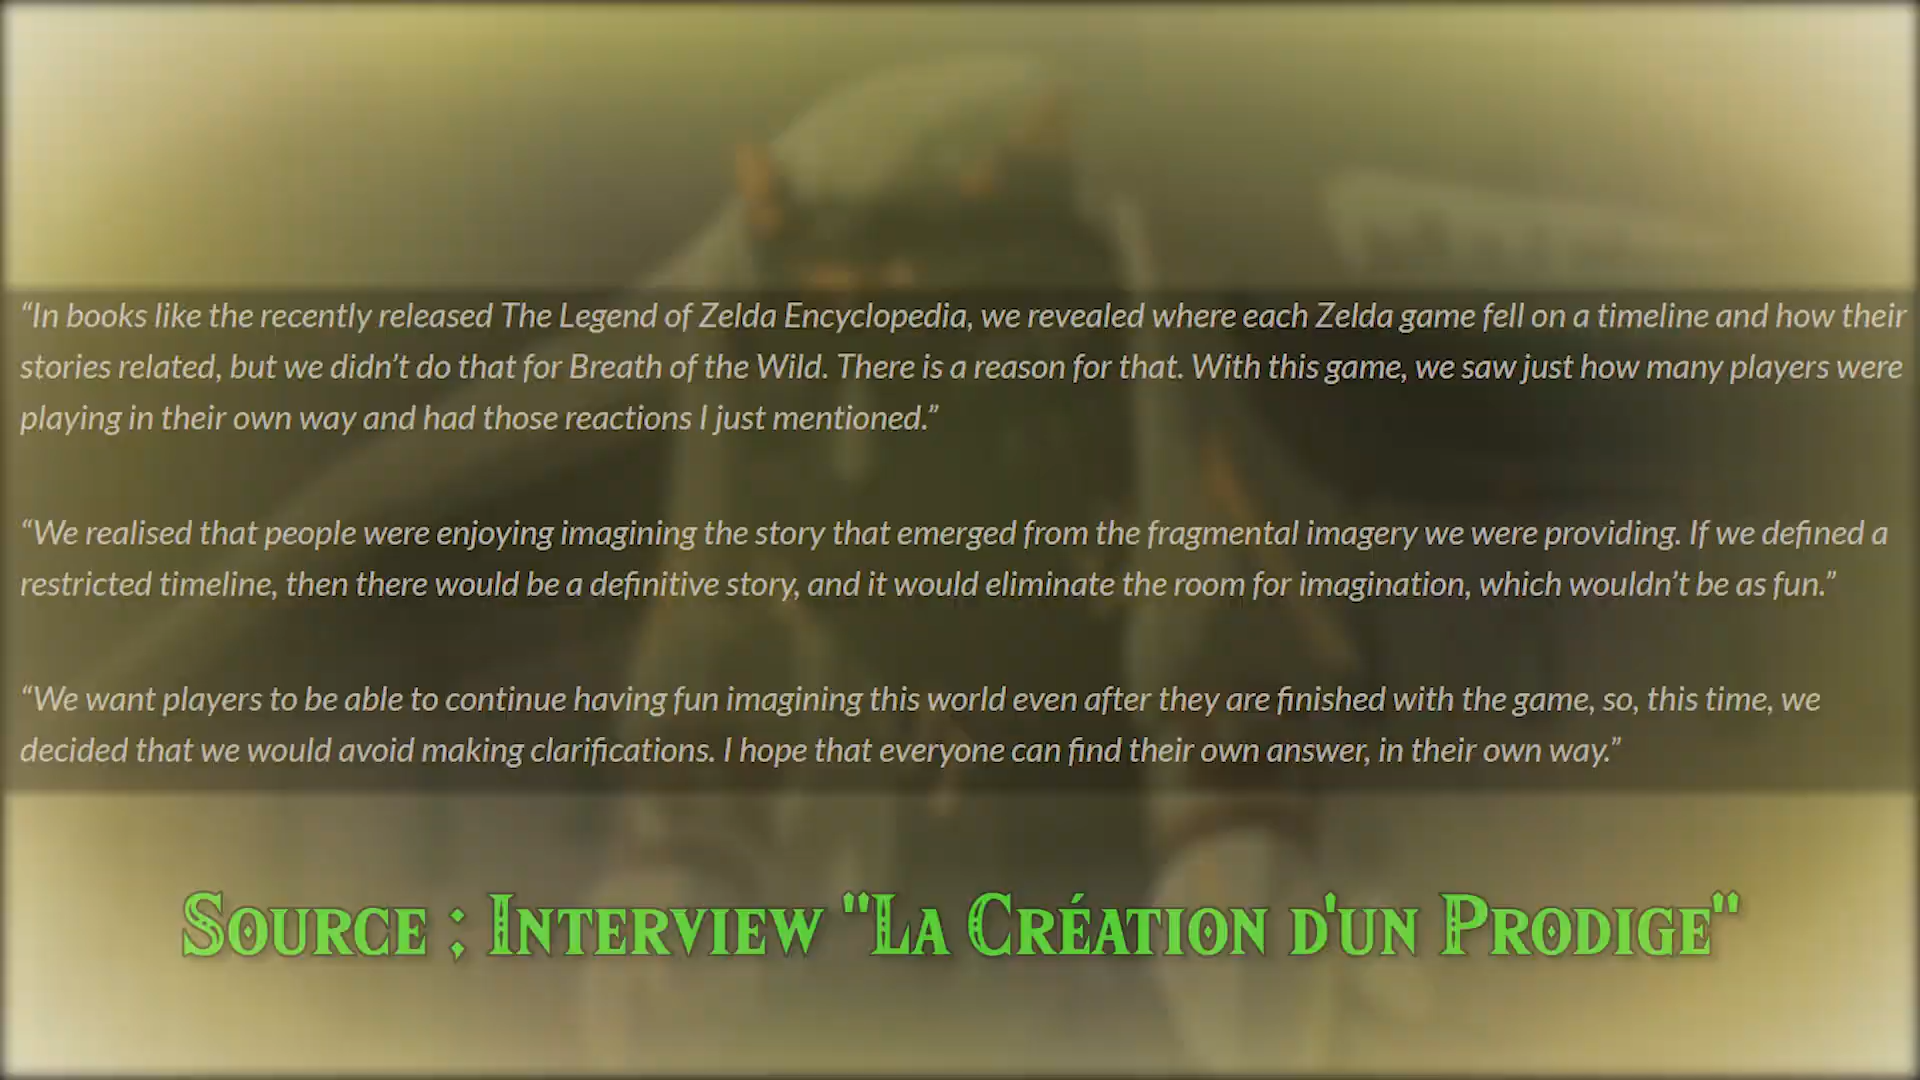 “In books like the recently released The Legend of Zelda Encyclopedia, we revealed where each Zelda game fell on a timeline and how their
stories related, but we didn’t do that for Breath of the Wild. There is a reason for that. With this game, we saw just how many players were
playing in their own way and had those reactions I just mentioned.”
“We realised that people were enjoying imagining the story that emerged from the fragmental imagery we were providing. If we defined a
restricted timeline, then there would be a definitive story, and it would eliminate the room for imagination, which wouldn’t be as fun.”
“We want players to be able to continue having fun imagining this world even after they are finished with the game, so, this time, we
decided that we would avoid making clarifications. I hope that everyone can find their own answer, in their own way.”
Source : Interview "La Création d'un Prodige"